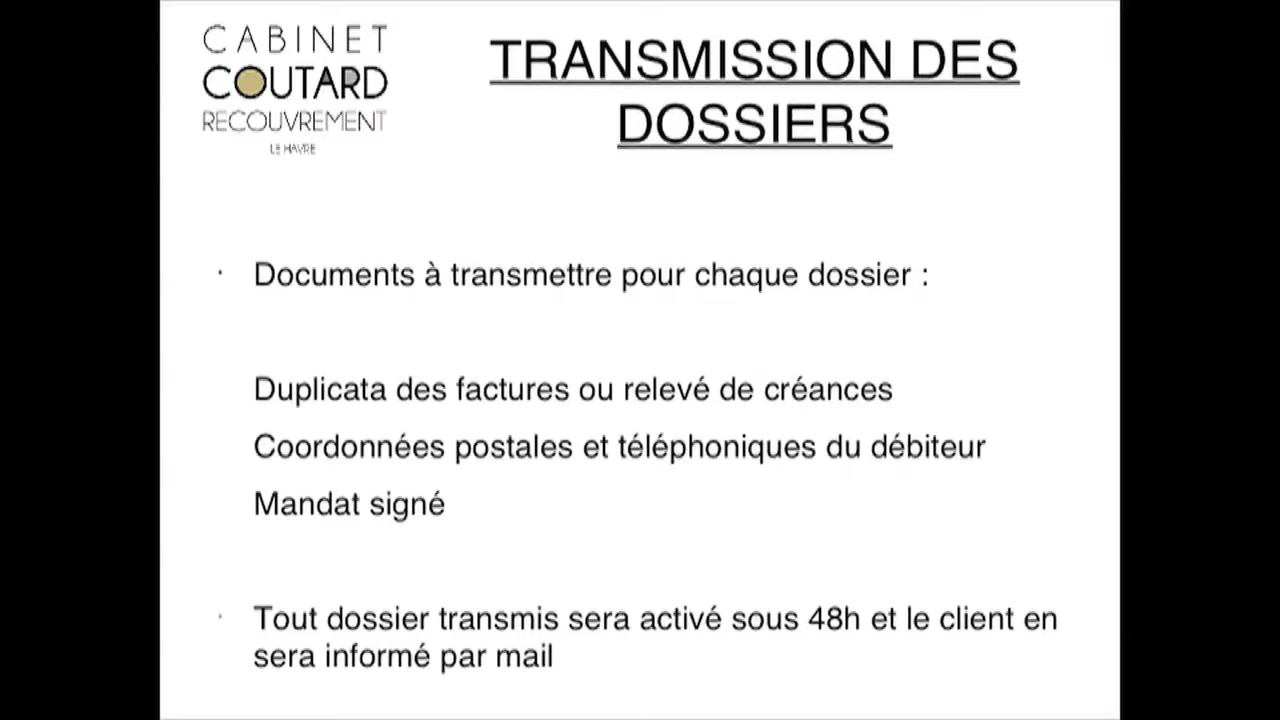 CABINET
COUTARD
RECOUVREMENT
LE HAVRE
TRANSMISSION DES
DOSSIERS
· Documents à transmettre pour chaque dossier :
Duplicata des factures ou relevé de créances
Coordonnées postales et téléphoniques du débiteur
Mandat signé
· Tout dossier transmis sera activé sous 48h et le client en
sera informé par mail